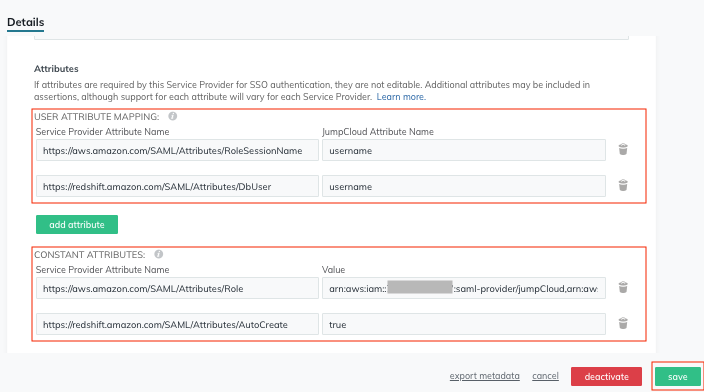 Details
Attributes
If attributes are required by this Service Provider for SSO authentication, they are not editable. Additional attributes may be included in
assertions, although support for each attribute will vary for each Service Provider. Learn more.
USER ATTRIBUTE MAPPING: i
Service Provider Attribute Name JumpCloud Attribute Name
https://aws.amazon.com/SAML/Attributes/RoleSessionName username
https://redshift.amazon.com/SAML/Attributes/DbUser username
add attribute
CONSTANT ATTRIBUTES: i
Service Provider Attribute Name Value
https://aws.amazon.com/SAML/Attributes/Role arn:aws:iam:: :saml-provider/jumpCloud,arn:aw
https://redshift.amazon.com/SAML/Attributes/AutoCreate true
export metadata cancel deactivate save